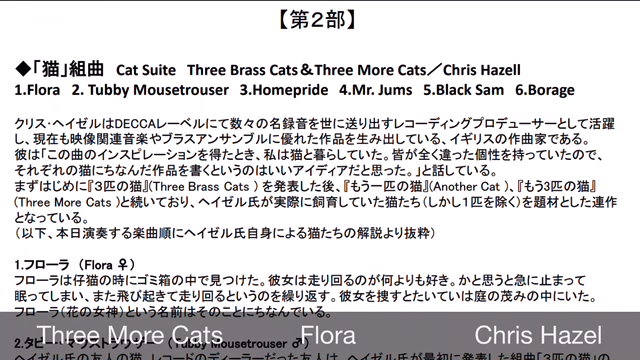 【第２部】
◆「猫」組曲 Cat Suite Three Brass Cats＆Three More Cats／Chris Hazell
1.Flora 2. Tubby Mousetrouser 3.Homepride 4.Mr. Jums 5.Black Sam 6.Borage
クリス・ヘイゼルはDECCAレーベルにて数々の名録音を世に送り出すレコーディングプロデューサーとして活躍
し、現在も映像関連音楽やブラスアンサンブルに優れた作品を生み出している、イギリスの作曲家である。
彼は「この曲のインスピレーションを得たとき、私は猫と暮らしていた。皆が全く違った個性を持っていたので、
それぞれの猫にちなんだ作品を書くというのはいいアイディアだと思った。」と話している。
まずはじめに『３匹の猫』(Three Brass Cats ) を発表した後、『もう一匹の猫』(Another Cat )、『もう3匹の猫』
(Three More Cats )と続いており、ヘイゼル氏が実際に飼育していた猫たち（しかし１匹を除く）を題材とした連作
となっている。
（以下、本日演奏する楽曲順にヘイゼル氏自身による猫たちの解説より抜粋）
1.フローラ （Flora ♀）
フローラは仔猫の時にゴミ箱の中で見つけた。彼女は走り回るのが何よりも好き。かと思うと急に止まって
眠ってしまい、また飛び起きて走り回るというのを繰り返す。彼女を捜すとたいていは庭の茂みの中にいた。
フローラ（花の女神）という名前はそのことにちなんでいる。
Three More Cats Flora Chris Hazel
2.タビー・マウストラウザー （Tubby Mousetrouser ♂）